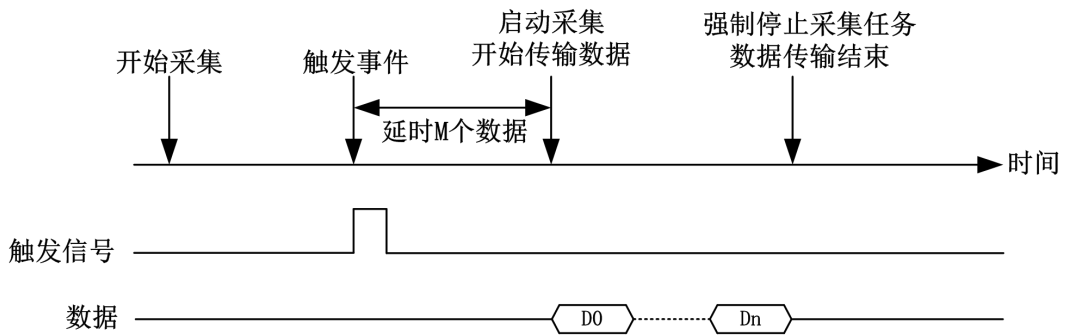 开始采集
触发事件
启动采集
开始传输数据
强制停止采集任务
数据传输结束
延时M个数据
时间
触发信号
数据
D0
Dn